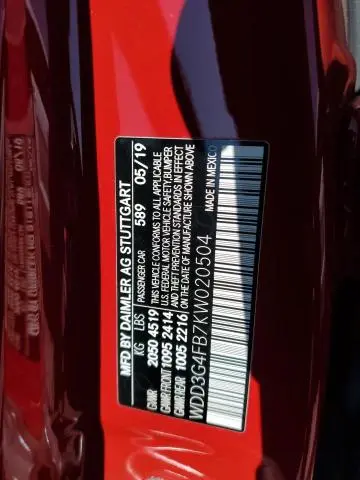 MFD BY DAIMLER AG STUTTGART
KG LBS PASSENGER CAR 589 05/19
GMVR 2050 4519 THIS VEHICLE CONFORMS TO ALL APPLICABLE
GAWR FRONT 1095 2414 U.S. FEDERAL MOTOR VEHICLE SAFETY, BUMPER
GAWR REAR 1005 2216 AND THEFT PREVENTION STANDARDS IN EFFECT
ON THE DATE OF MANUFACTURE SHOWN ABOVE.
WDD3G4FB7KW020504 MADE IN MEXICO